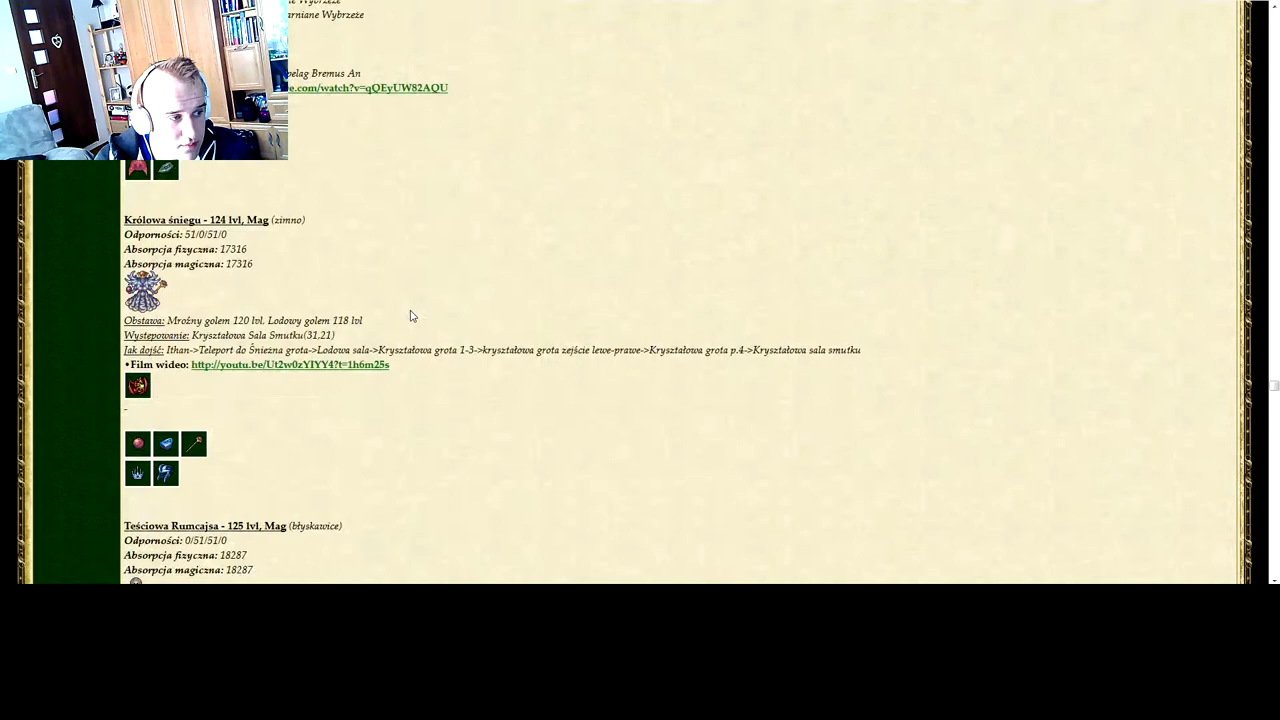 arniane Wybrzeże
pelag Bremus An
e.com/watch?v=qQEyUW82AQU
Królowa śniegu - 124 lvl, Mag (zimno)
Odporności: 51/0/51/0
Absorpcja fizyczna: 17316
Absorpcja magiczna: 17316
Obstawa: Mroźny golem 120 lvl, Lodowy golem 118 lvl
Występowanie: Kryształowa Sala Smutku(31,21)
Jak dojść: Ithan->Teleport do Śnieżna grota->Lodowa sala->Kryształowa grota 1-3->kryształowa grota zejście lewe-prawe->Kryształowa grota p.4->Kryształowa sala smutku
•Film wideo: http://youtu.be/Ut2w0zYIYY4?t=1h6m25s
-
Teściowa Rumcajsa - 125 lvl, Mag (błyskawice)
Odporności: 0/51/51/0
Absorpcja fizyczna: 18287
Absorpcja magiczna: 18287